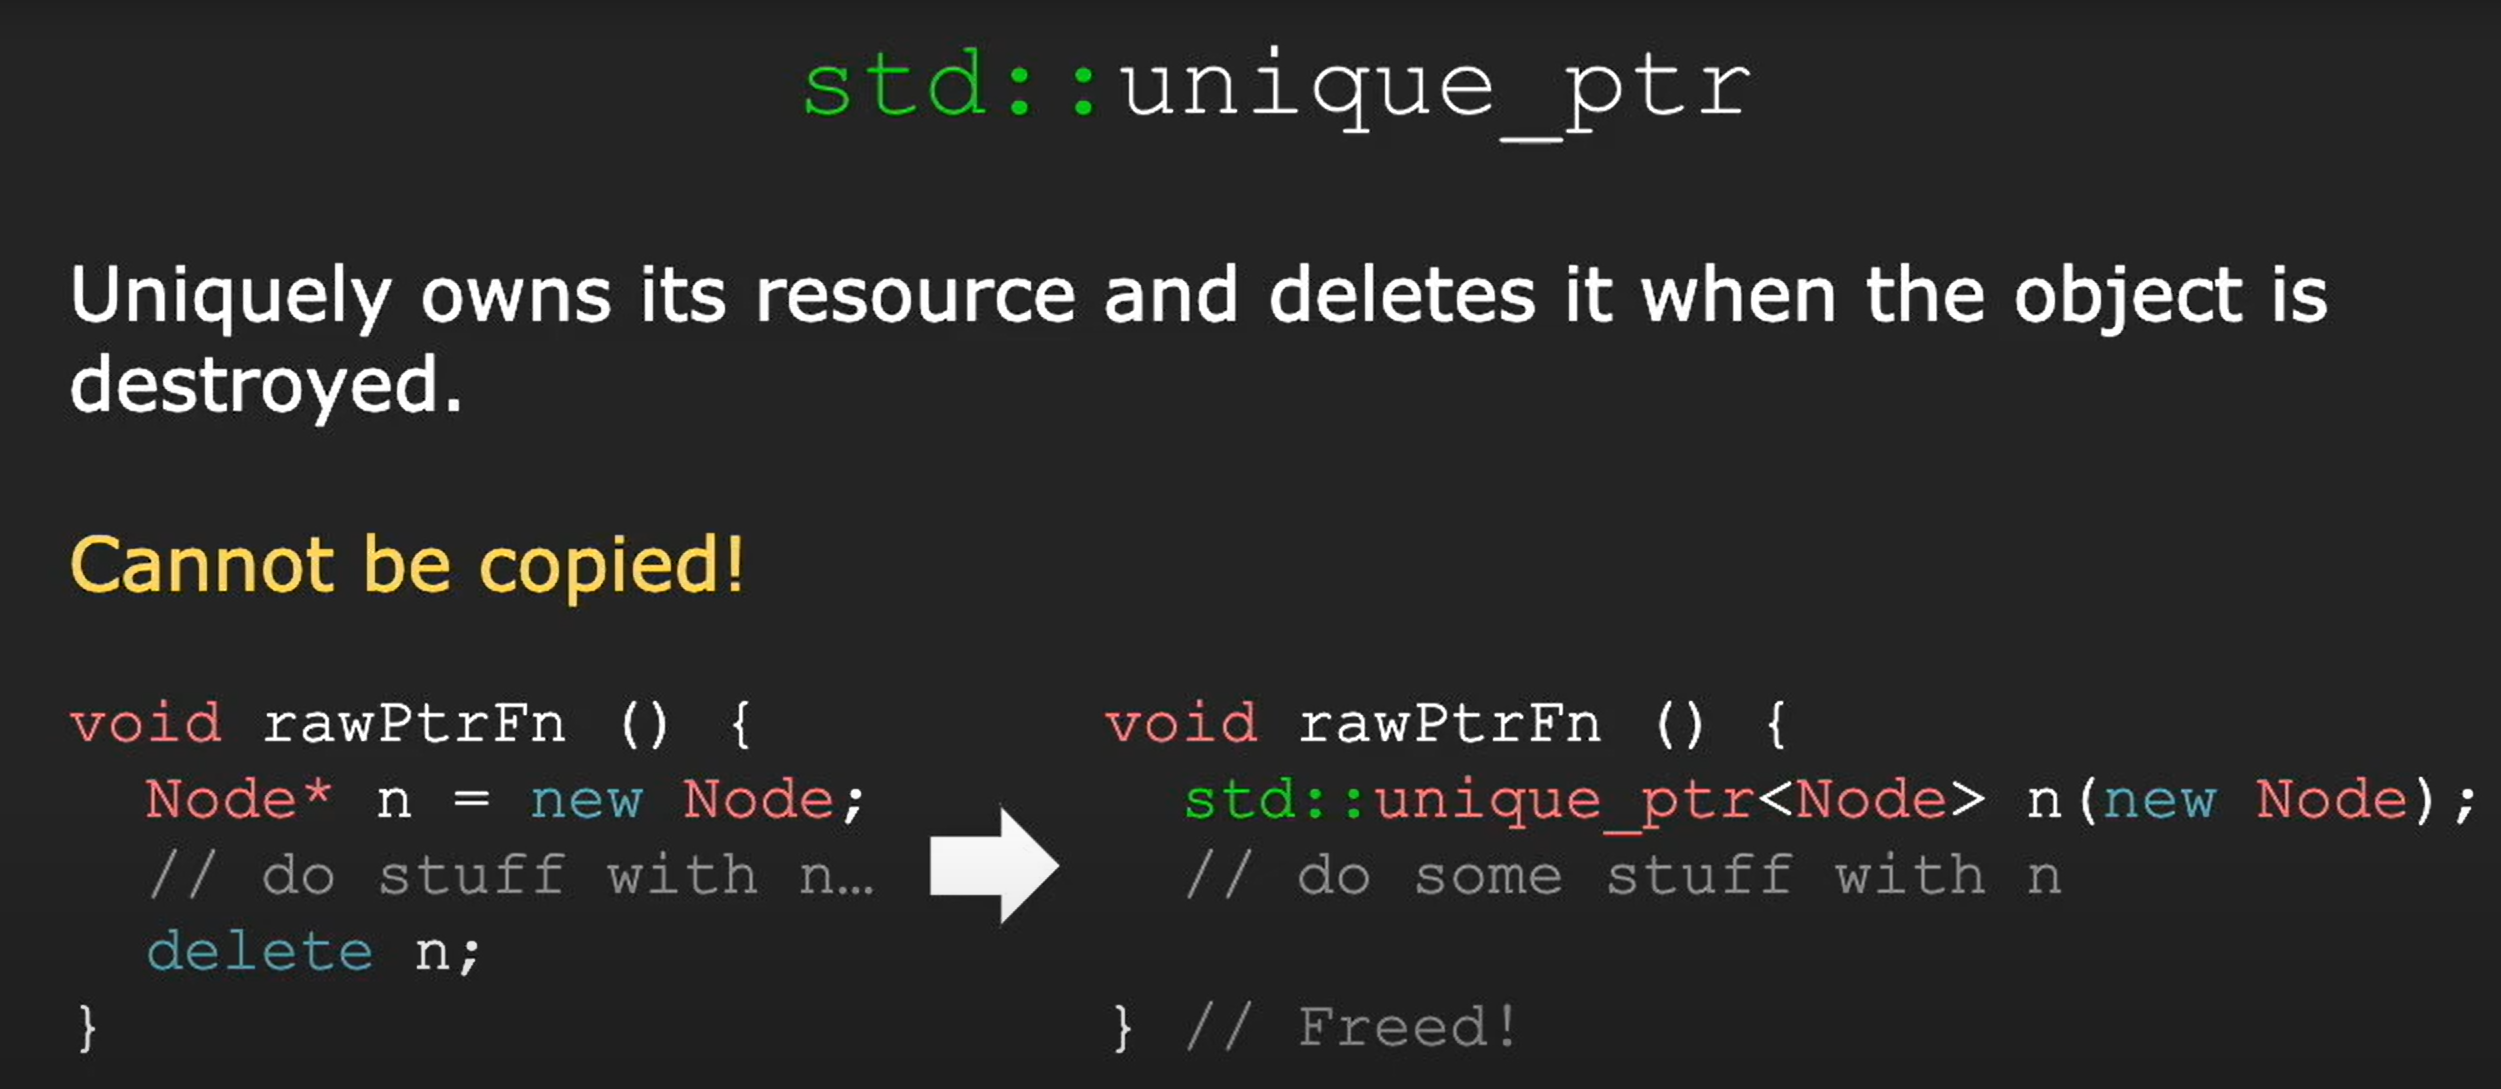 std::unique_ptr
Uniquely owns its resource and deletes it when the object is
destroyed.
Cannot be copied!
void rawPtrFn () {
  Node* n = new Node;
  // do stuff with n…
  delete n;
}
void rawPtrFn () {
  std::unique_ptr<Node> n(new Node);
  // do some stuff with n
} // Freed!